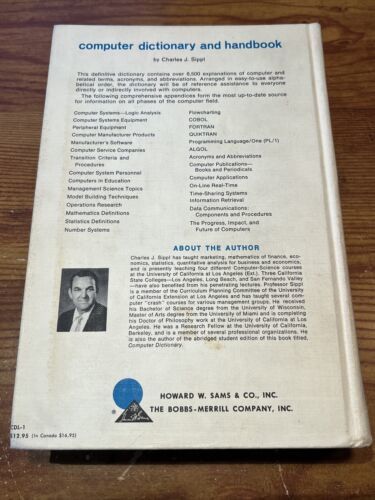 computer dictionary and handbook
by Charles J. Sippl
This definitive dictionary contains over 6,500 explanations of computer and
related terms, acronyms, and abbreviations. Arranged in easy-to-use alpha-
betical order, the dictionary will be of reference assistance to everyone
directly or indirectly involved with computers.
The following comprehensive appendices form the most up-to-date source
for information on all phases of the computer field.
Computer Systems—Logic Analysis
Computer Systems Equipment
Peripheral Equipment
Computer Manufacturer Products
Manufacturer's Software
Computer Service Companies
Transition Criteria and
Procedures
Computer System Personnel
Computers in Education
Management Science Topics
Model Building Techniques
Operations Research
Mathematics Definitions
Statistics Definitions
Number Systems
Flowcharting
COBOL
FORTRAN
QUIKTRAN
Programming Language/One (PL/1)
ALGOL
Acronyms and Abbreviations
Computer Publications—
Books and Periodicals
Computer Applications
On-Line Real-Time
Time-Sharing Systems
Information Retrieval
Data Communications:
Components and Procedures
The Progress, Impact, and
Future of Computers
ABOUT THE AUTHOR
Charles J. Sippl has taught marketing, mathematics of finance, eco-
nomics, statistics, quantitative analysis for business and economics,
and is presently teaching four different Computer-Science courses
at the University of California at Los Angeles (Ext.). Three California
State Colleges—Los Angeles, Long Beach, and San Fernando Valley
—also have benefited from his penetrating lectures. Professor Sippl
is a member of the Curriculum Planning Committee of the University
of California Extension at Los Angeles and has taught several com-
puter "crash" courses for various management groups. He received
his Bachelor of Science degree from the University of Wisconsin,
Master of Arts degree from the University of Miami and is completing
his Doctor of Philosophy work at the University of California at Los
Angeles. He was a Research Fellow at the University of California,
Berkeley, and is a member of several professional organizations. He
is also the author of the abridged student edition of this book titled,
Computer Dictionary.
HOWARD W. SAMS & CO., INC.
THE BOBBS-MERRILL COMPANY, INC.
CDL-1
$12.95 (In Canada $16.95)